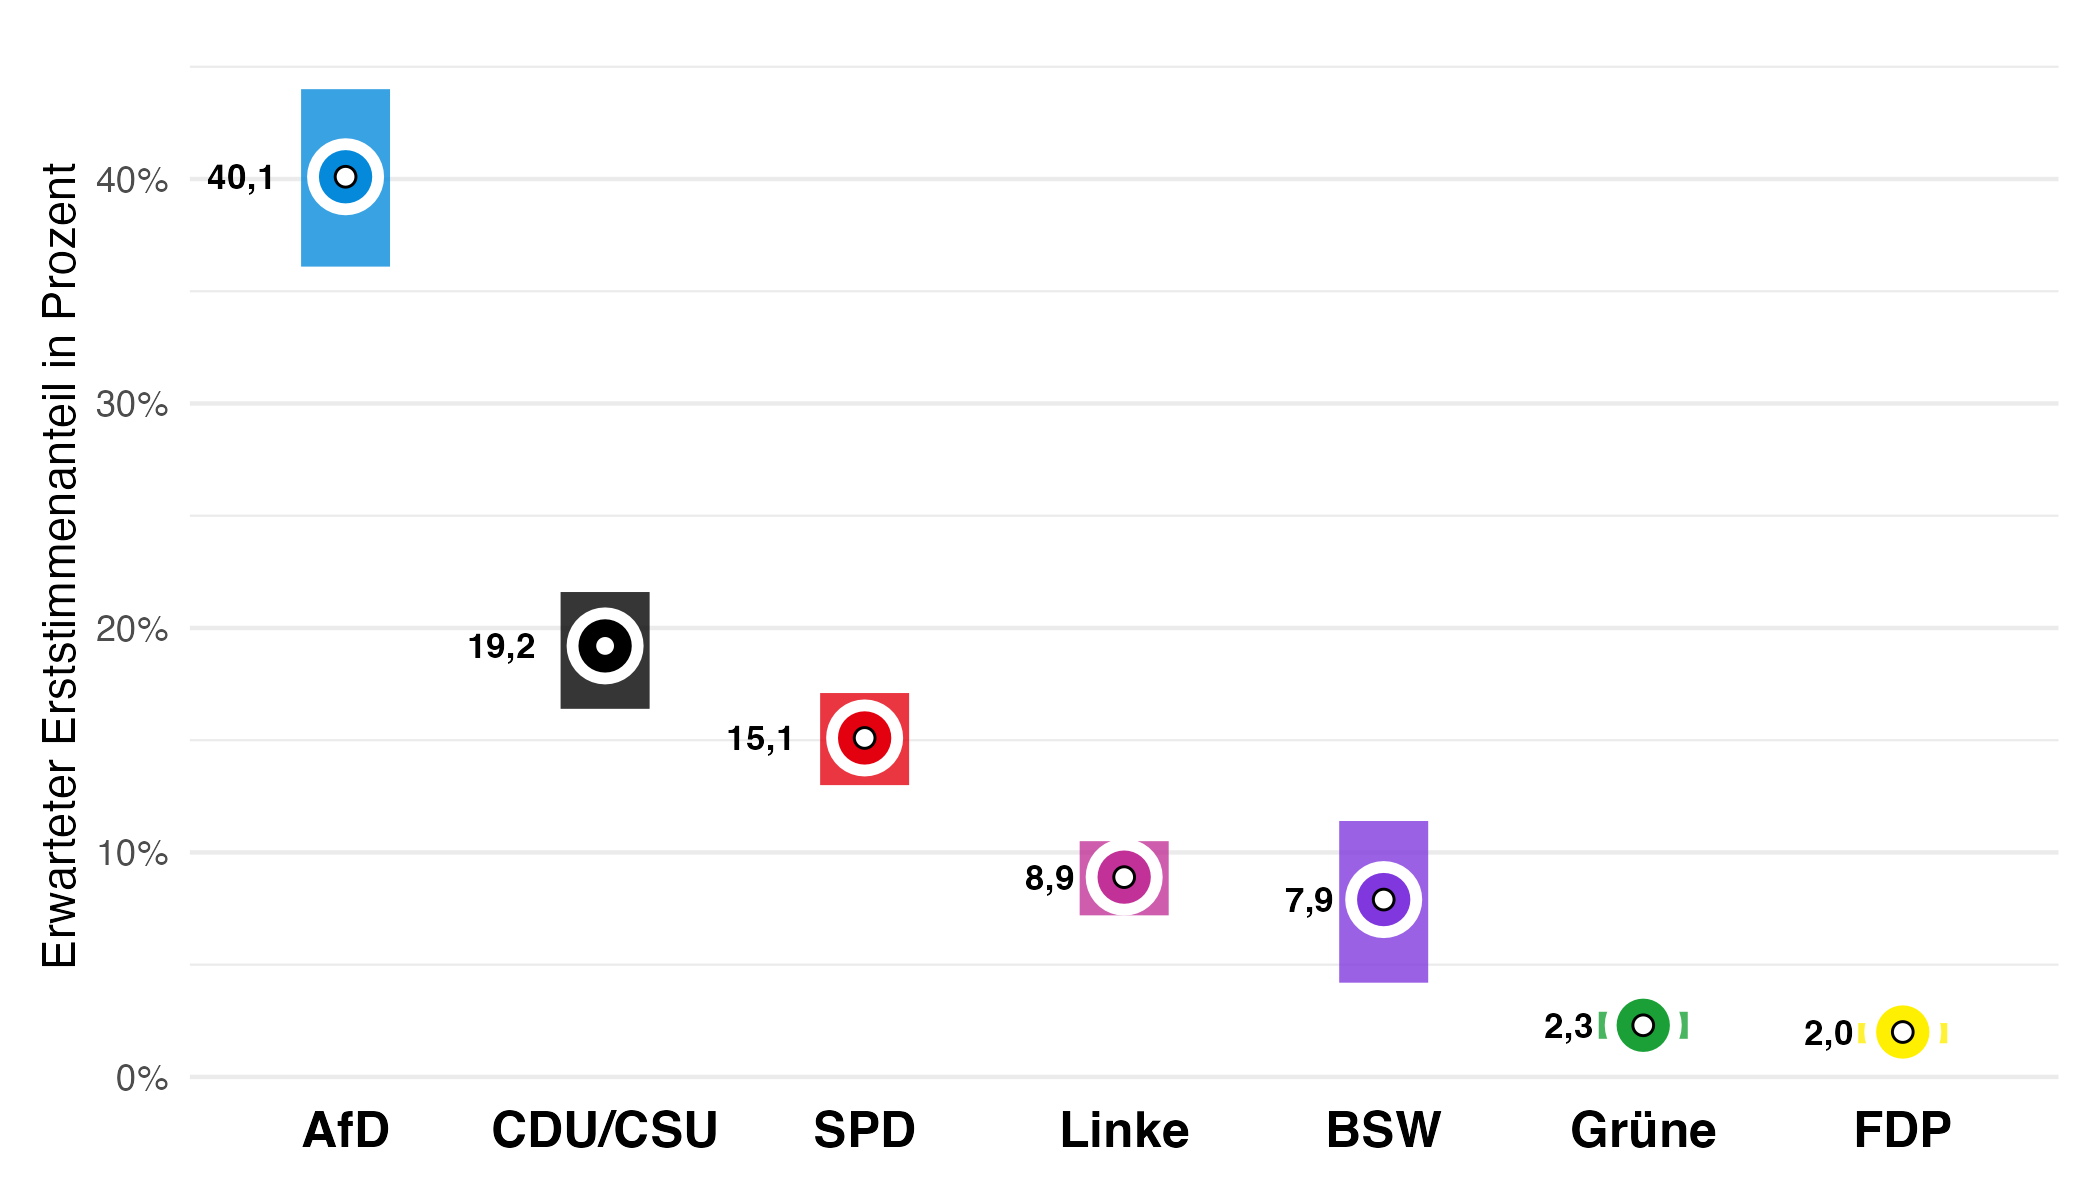 Erwarteter Erststimmenanteil in Prozent
40%
30%
20%
10%
0%
40,1
19,2
15,1
8,9
7,9
2,3
2,0
AfD
CDU/CSU
SPD
Linke
BSW
Grüne
FDP